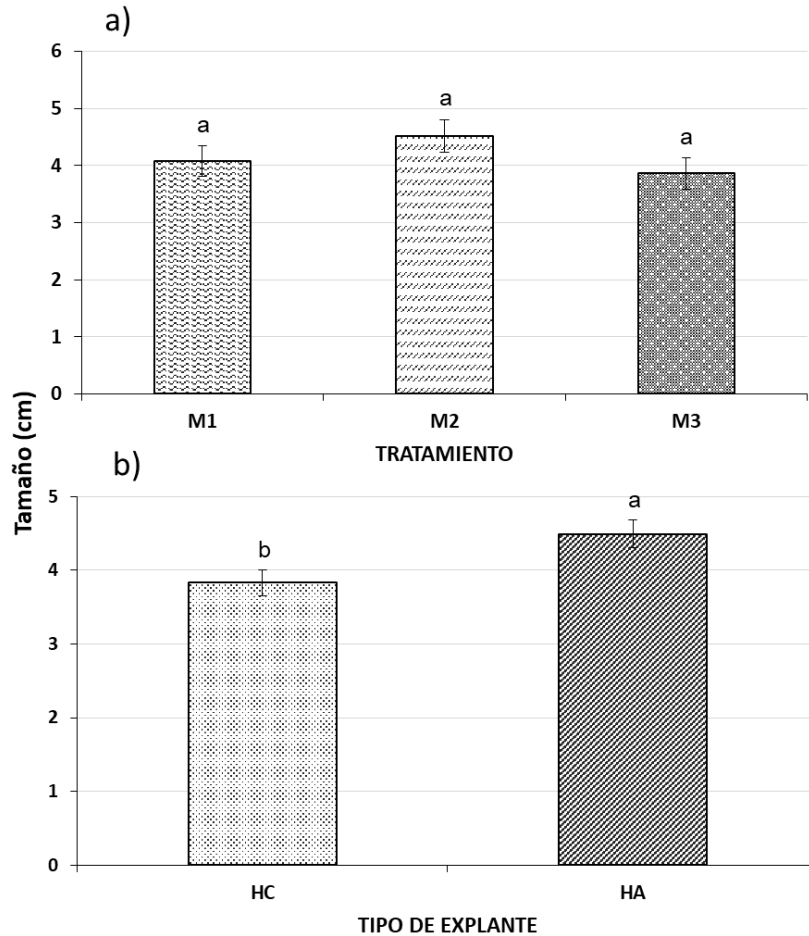 a)
6
5
4
3
2
1
0
a
a
a
M1 M2 M3
TRATAMIENTO
Tamaño (cm)
b)
5
4
3
2
1
0
b
a
HC HA
TIPO DE EXPLANTE